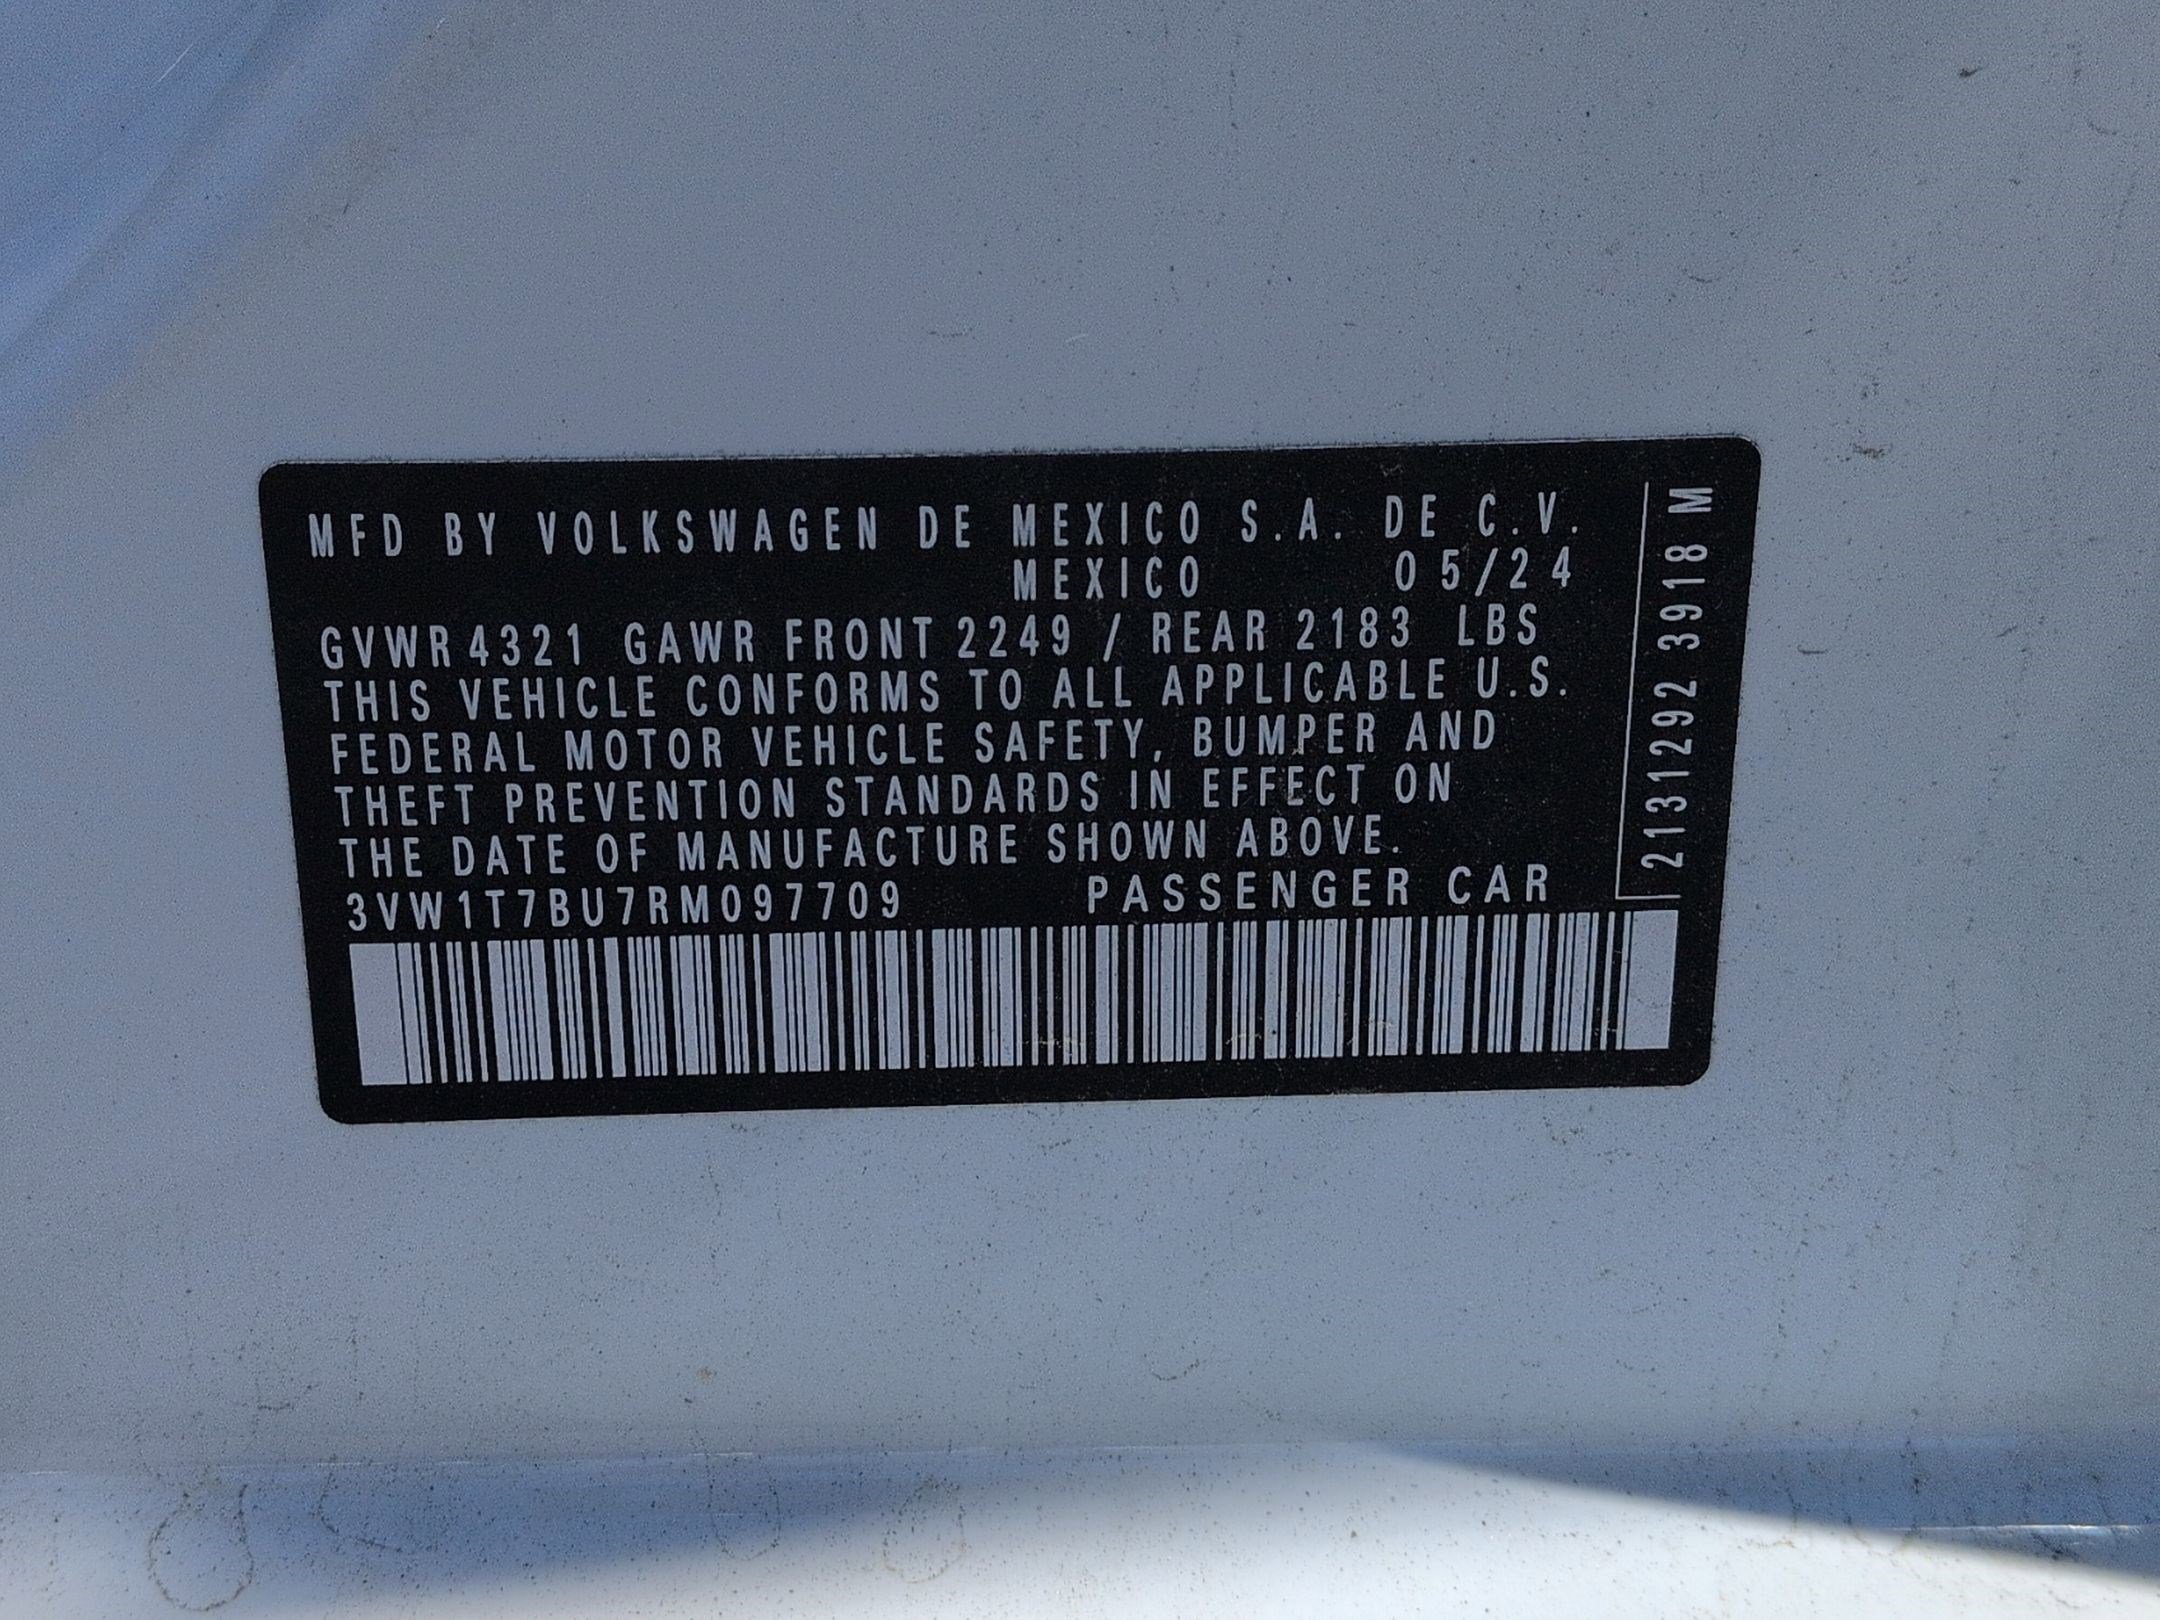 MFD BY VOLKSWAGEN DE MEXICO S.A. DE C.V.
MEXICO 05/24
GVWR 4321 GAWR FRONT 2249 / REAR 2183 LBS
THIS VEHICLE CONFORMS TO ALL APPLICABLE U.S.
FEDERAL MOTOR VEHICLE SAFETY, BUMPER AND
THEFT PREVENTION STANDARDS IN EFFECT ON
THE DATE OF MANUFACTURE SHOWN ABOVE.
3VW1T7BU7RM097709 PASSENGER CAR
2131292 3918 M